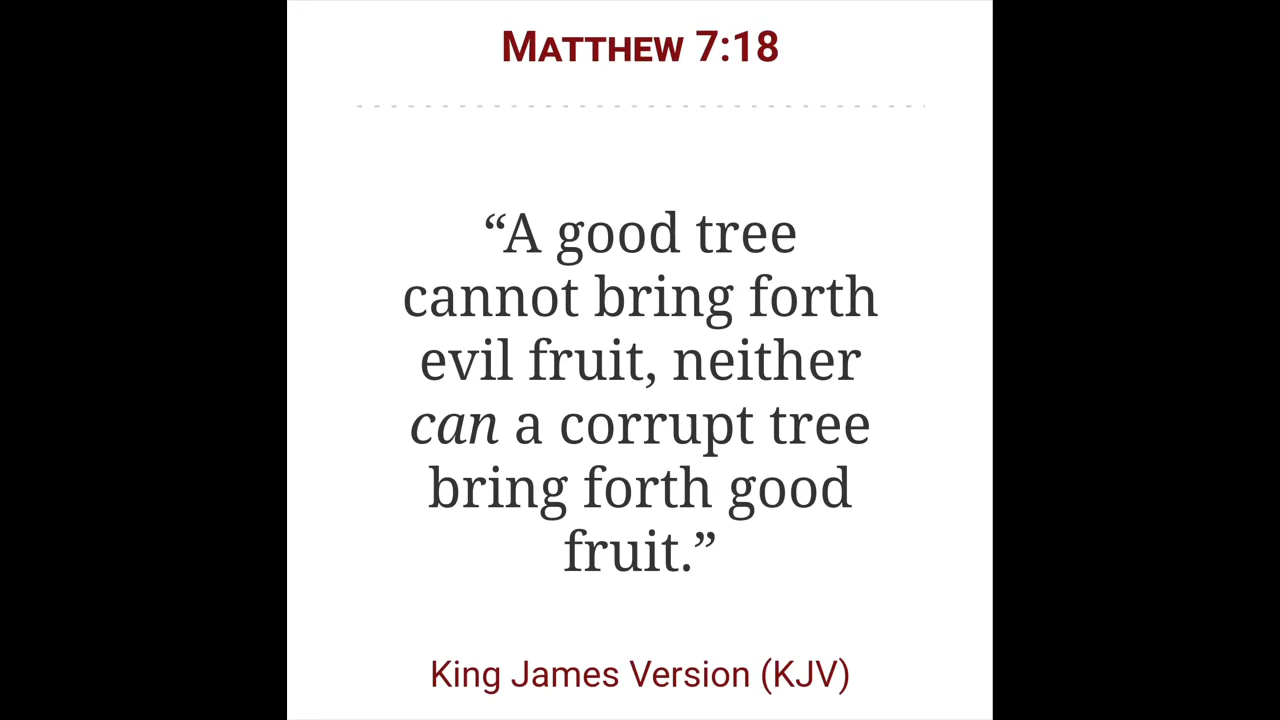 MATTHEW 7:18
“A good tree
cannot bring forth
evil fruit, neither
can a corrupt tree
bring forth good
fruit.”
King James Version (KJV)